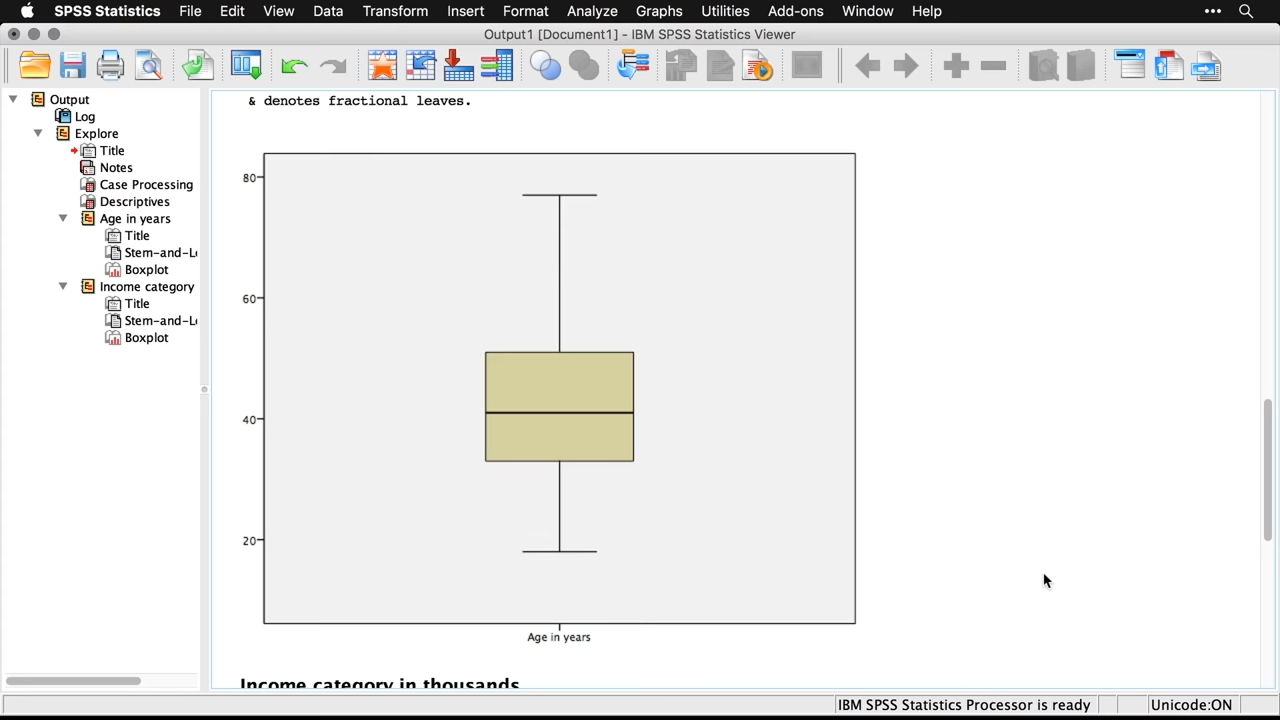 SPSS Statistics File Edit View Data Transform Insert Format Analyze Graphs Utilities Add-ons Window Help
Output1 [Document1] - IBM SPSS Statistics Viewer
Output
Log
Explore
Title
Notes
Case Processing
Descriptives
Age in years
Title
Stem-and-Le
Boxplot
Income category
Title
Stem-and-Le
Boxplot
& denotes fractional leaves.
80
60
40
20
Age in years
Income category in thousands
IBM SPSS Statistics Processor is ready
Unicode:ON